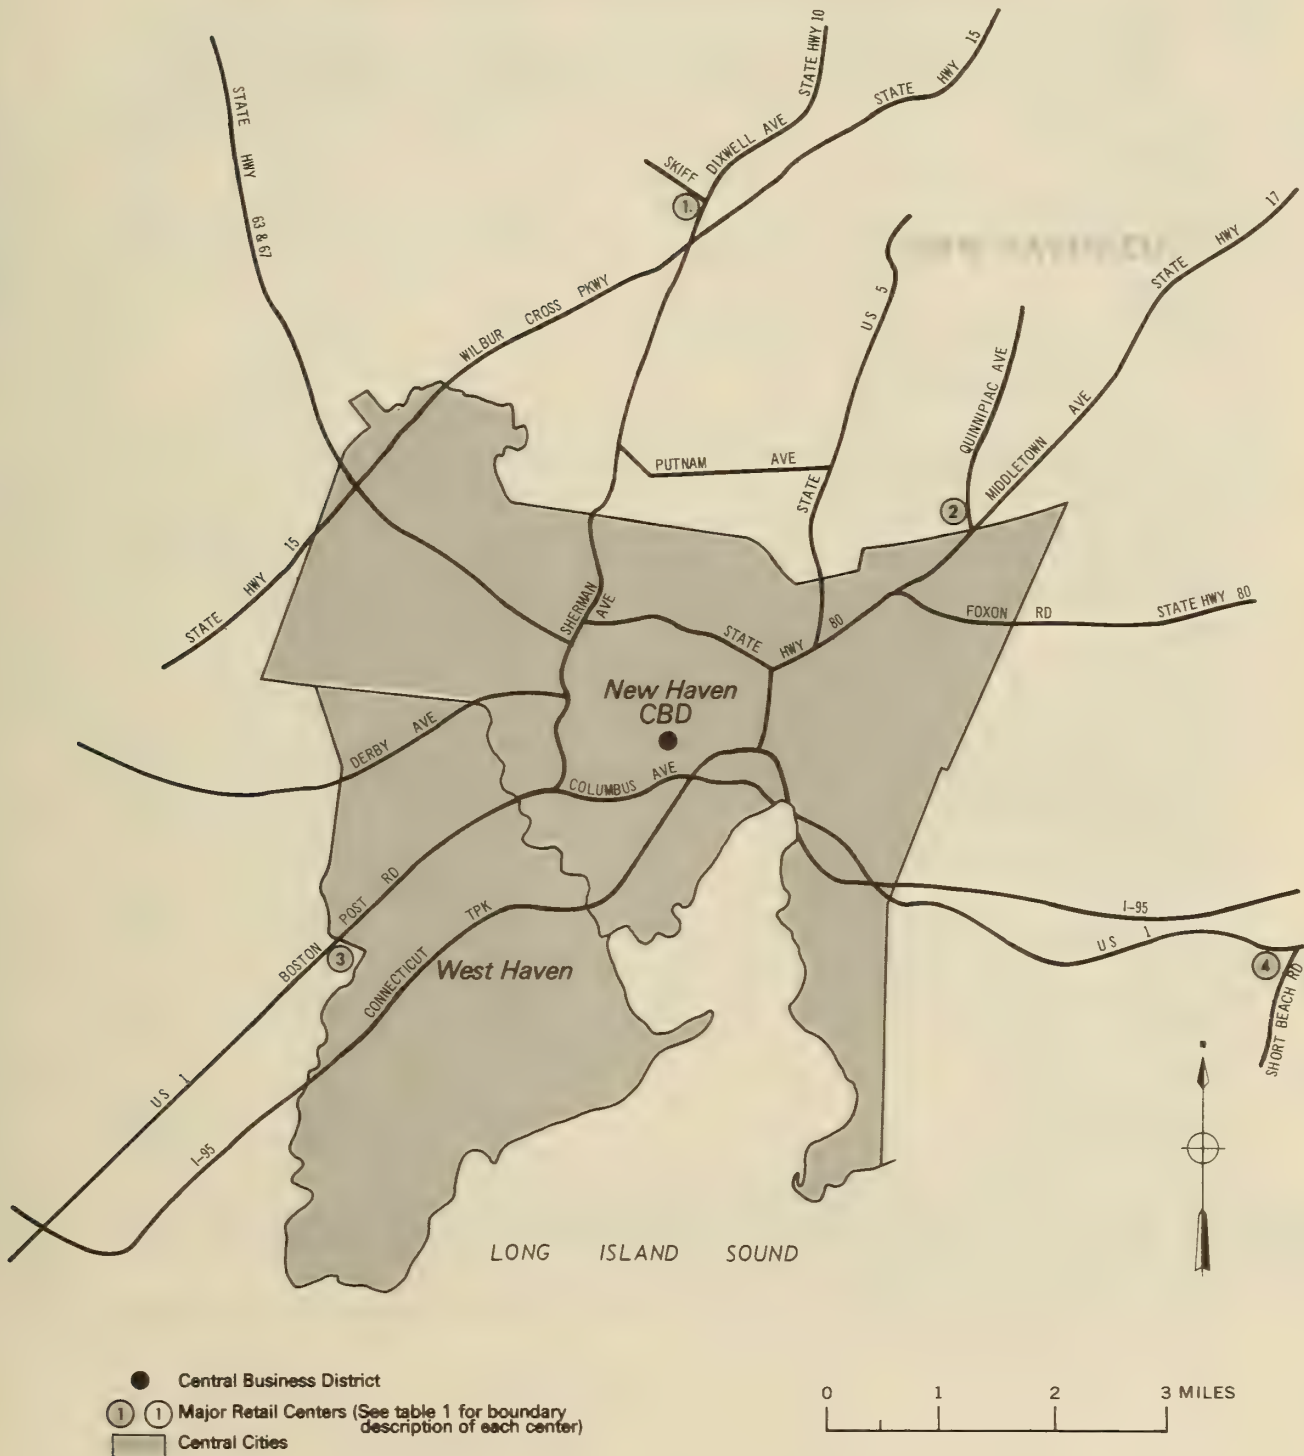 STATE HWY 10
STATE HWY 15
STATE HWY 63 & 67
SKIFF
DIXWELL AVE
1
STATE HWY 17
WILBUR CROSS PKWY
US 5
QUINNIPIAC AVE
MIDDLETOWN AVE
PUTNAM AVE
STATE
2
STATE HWY 15
SHERMAN AVE
STATE HWY 80
FOXON RD
STATE HWY 80
New Haven
CBD
DERBY AVE
COLUMBUS AVE
BOSTON POST RD
CONNECTICUT TPK
I-95
US 1
3
West Haven
4
SHORT BEACH RD
US 1
I-95
LONG ISLAND SOUND
Central Business District
1 1 Major Retail Centers (See table 1 for boundary
description of each center)
Central Cities
0 1 2 3 MILES